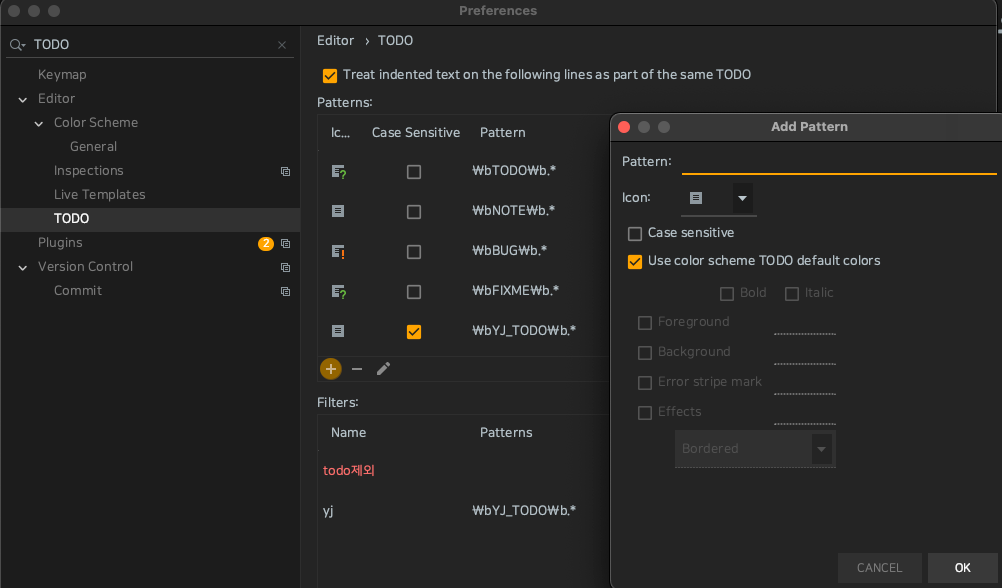 Preferences
TODO
Keymap
Editor
Color Scheme
General
Inspections
Live Templates
TODO
Plugins 2
Version Control
Commit
Editor › TODO
Treat indented text on the following lines as part of the same TODO
Patterns:
Ic... Case Sensitive Pattern
₩bTODO₩b.*
₩bNOTE₩b.*
₩bBUG₩b.*
₩bFIXME₩b.*
₩bYJ_TODO₩b.*
Filters:
Name Patterns
todo제외
yj ₩bYJ_TODO₩b.*
Add Pattern
Pattern:
Icon:
Case sensitive
Use color scheme TODO default colors
Bold Italic
Foreground
Background
Error stripe mark
Effects
Bordered
CANCEL OK